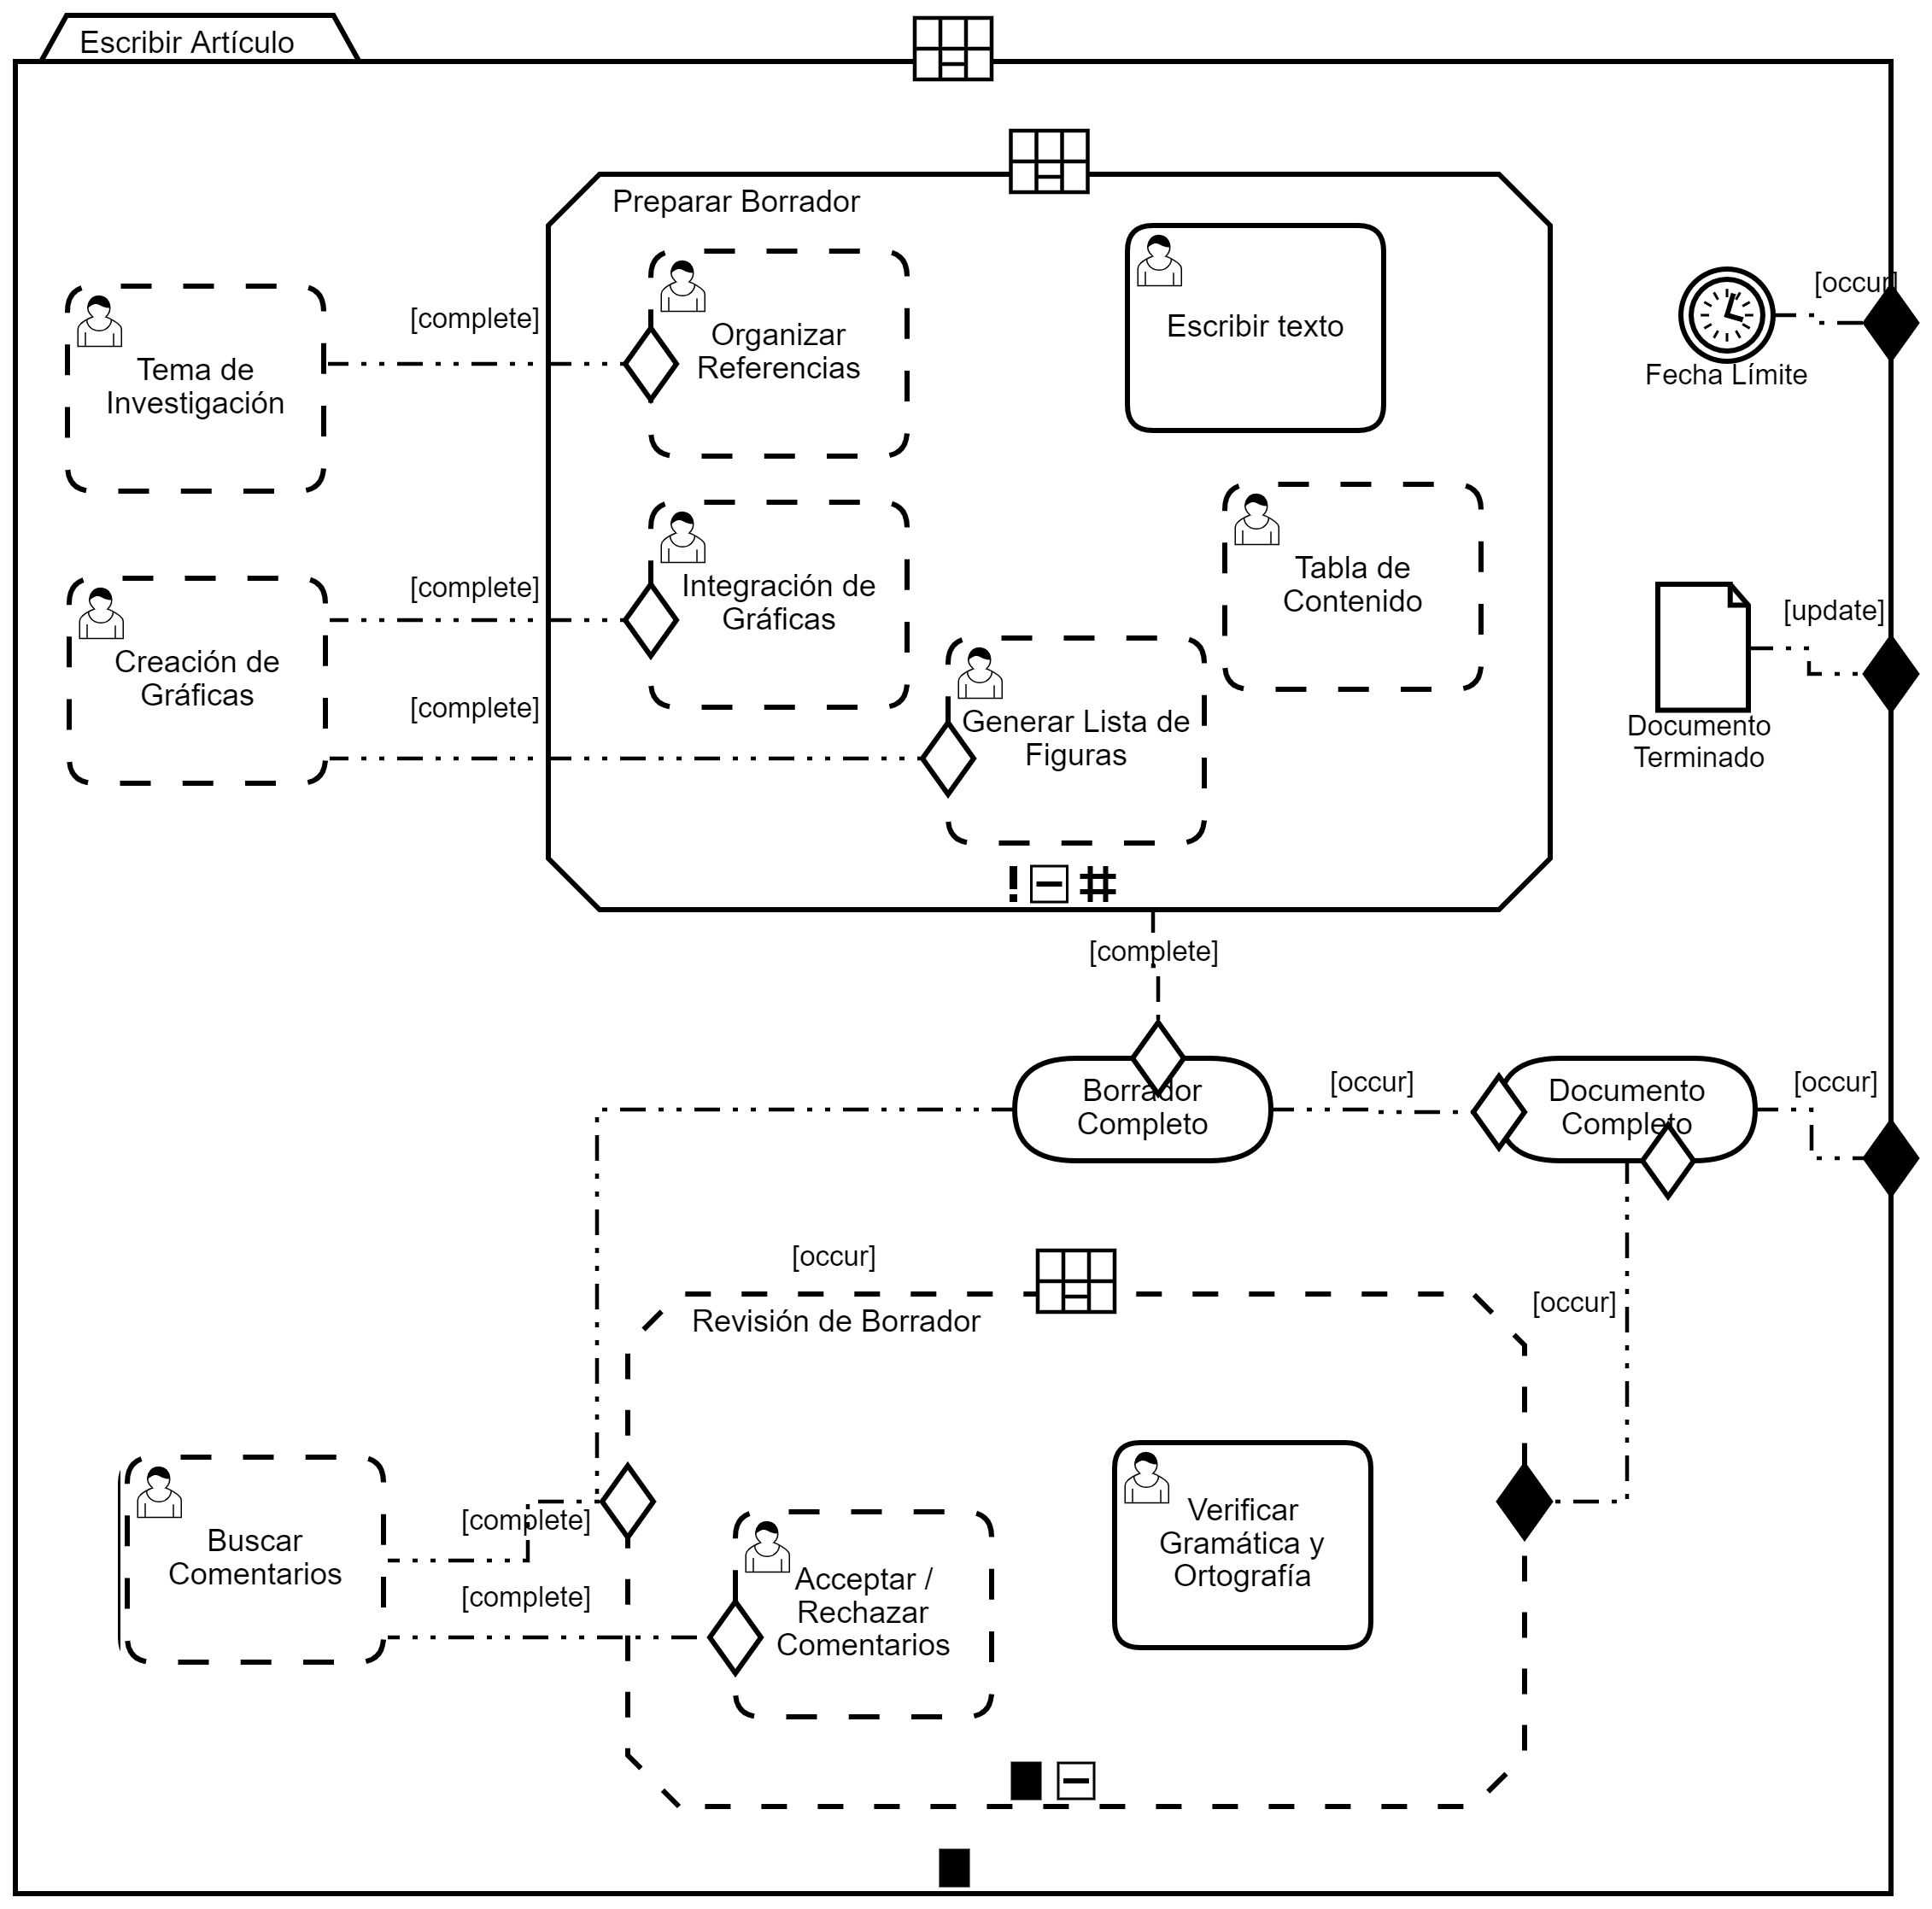 Escribir Artículo
Preparar Borrador
Escribir texto
[occur]
[complete]
Organizar
Referencias
Tema de
Investigación
Fecha Límite
[complete]
Integración de
Gráficas
Tabla de
Contenido
[update]
Creación de
Gráficas
[complete]
Generar Lista de
Figuras
Documento
Terminado
!
#
[complete]
Borrador
Completo
[occur]
Documento
Completo
[occur]
[occur]
Revisión de Borrador
[occur]
Buscar
Comentarios
[complete]
[complete]
Acceptar /
Rechazar
Comentarios
Verificar
Gramática y
Ortografía